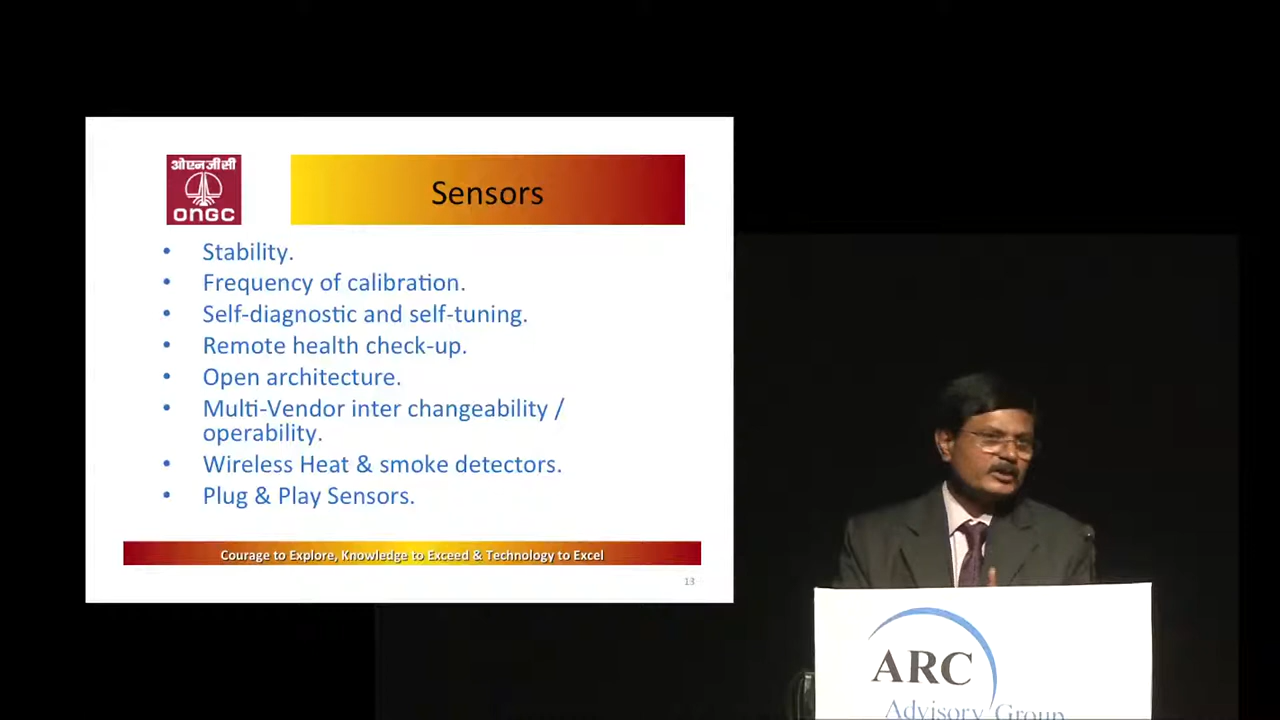 ओएनजीसी
ONGC
Sensors
• Stability.
• Frequency of calibration.
• Self-diagnostic and self-tuning.
• Remote health check-up.
• Open architecture.
• Multi-Vendor inter changeability /
operability.
• Wireless Heat & smoke detectors.
• Plug & Play Sensors.
Courage to Explore, Knowledge to Exceed & Technology to Excel
13
ARC
Advisory Group